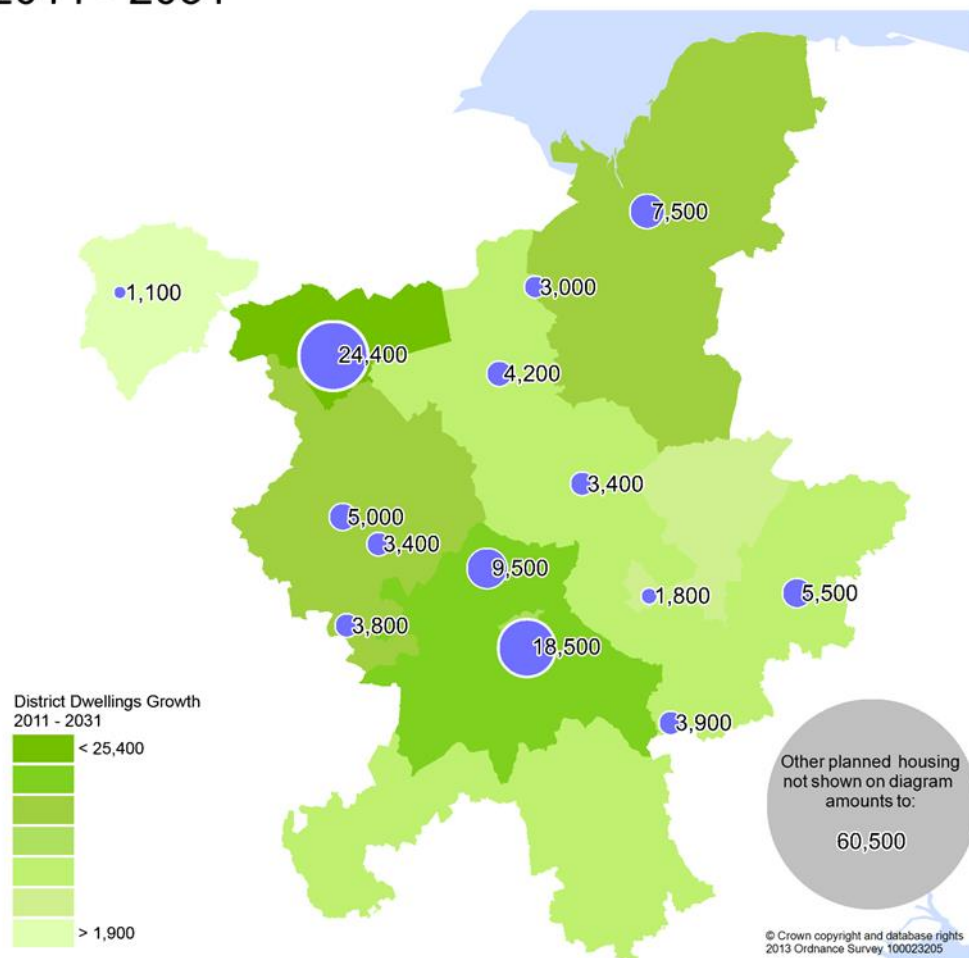 2011 - 2031
7,500
1,100
3,000
24,400
4,200
3,400
5,000
3,400
9,500
1,800
5,500
3,800
18,500
3,900
District Dwellings Growth
2011 - 2031
< 25,400
> 1,900
Other planned housing
not shown on diagram
amounts to:
60,500
© Crown copyright and database rights
2013 Ordnance Survey 100023205